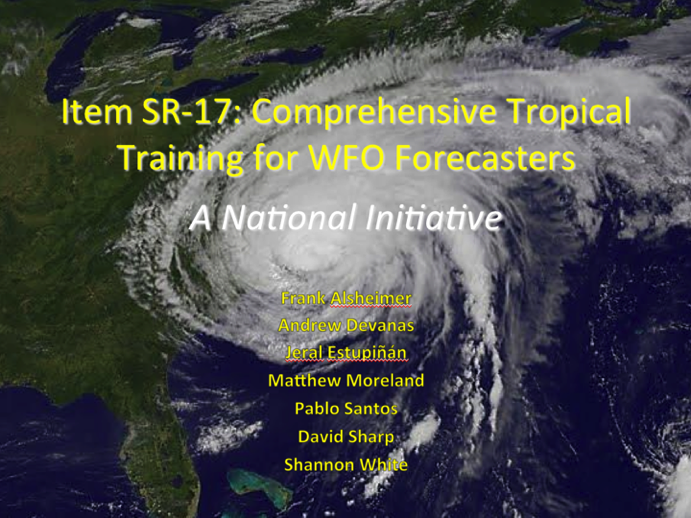 Item SR-17: Comprehensive Tropical
Training for WFO Forecasters
A National Initiative
Frank Alsheimer
Andrew Devanas
Jeral Estupiñán
Matthew Moreland
Pablo Santos
David Sharp
Shannon White